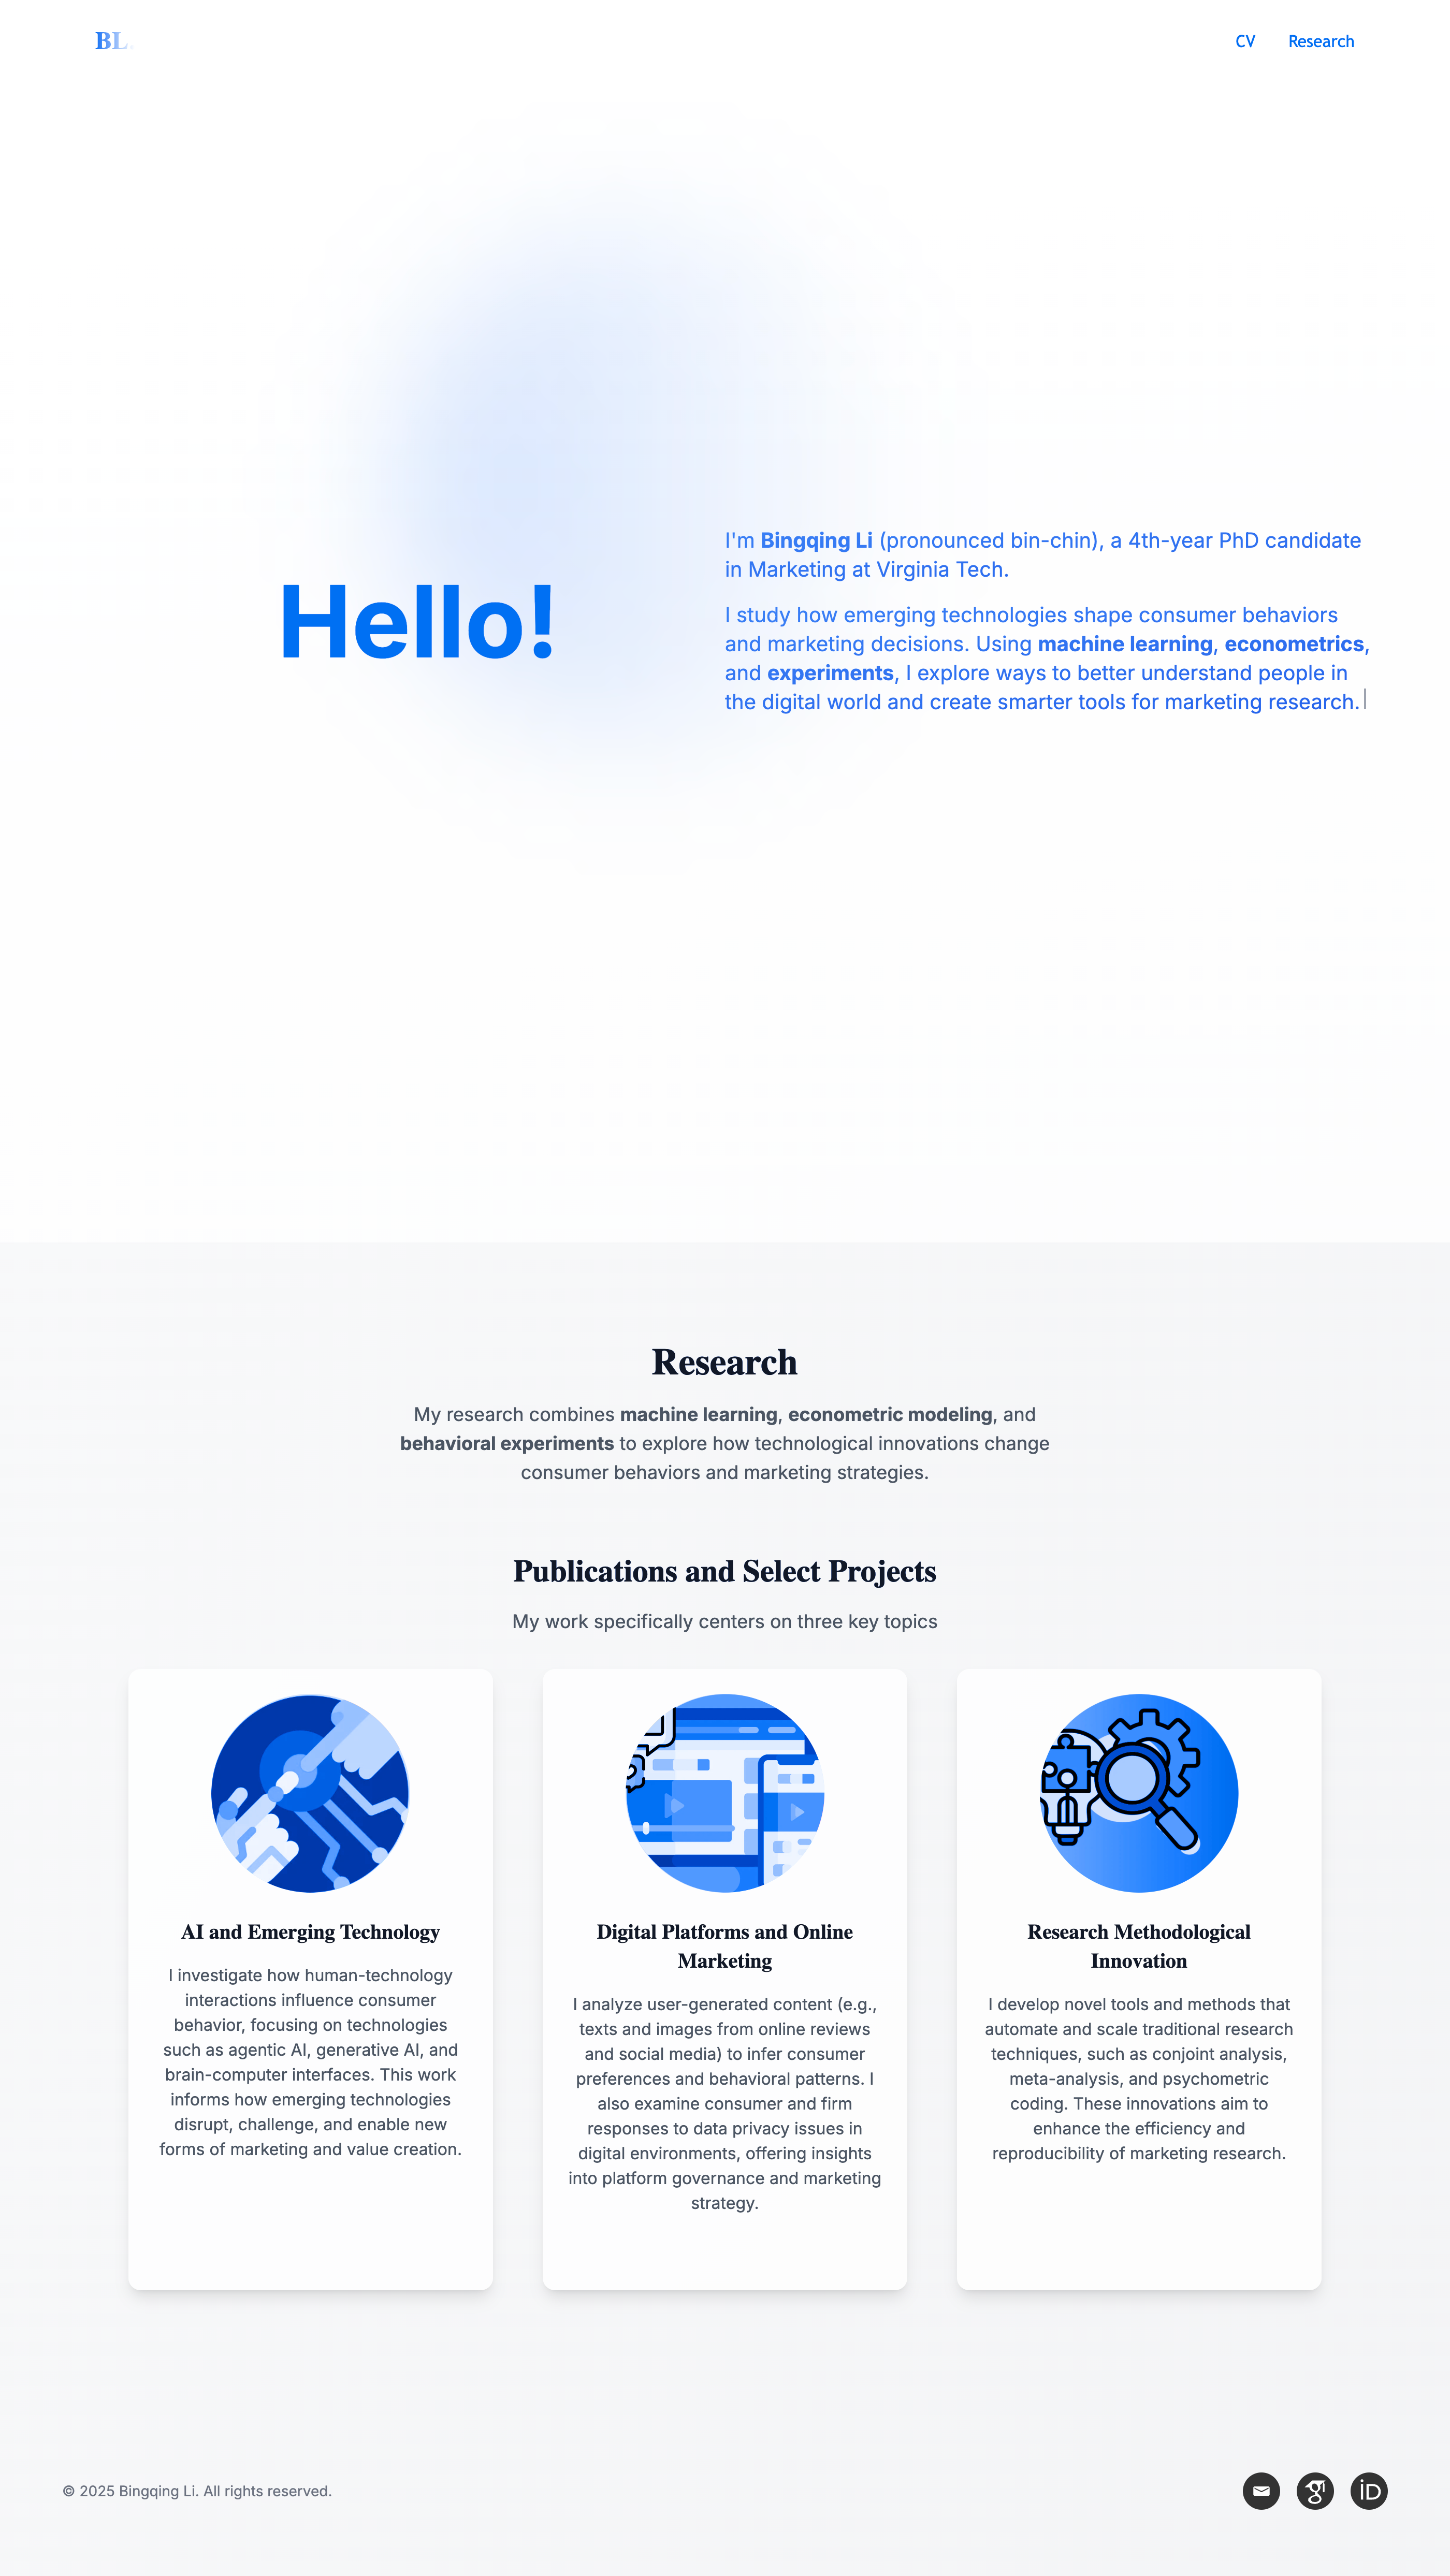 BL.
CV Research
Hello!
I'm Bingqing Li (pronounced bin-chin), a 4th-year PhD candidate
in Marketing at Virginia Tech.
I study how emerging technologies shape consumer behaviors
and marketing decisions. Using machine learning, econometrics,
and experiments, I explore ways to better understand people in
the digital world and create smarter tools for marketing research.|
Research
My research combines machine learning, econometric modeling, and
behavioral experiments to explore how technological innovations change
consumer behaviors and marketing strategies.
Publications and Select Projects
My work specifically centers on three key topics
AI and Emerging Technology
I investigate how human-technology
interactions influence consumer
behavior, focusing on technologies
such as agentic AI, generative AI, and
brain-computer interfaces. This work
informs how emerging technologies
disrupt, challenge, and enable new
forms of marketing and value creation.
Digital Platforms and Online
Marketing
I analyze user-generated content (e.g.,
texts and images from online reviews
and social media) to infer consumer
preferences and behavioral patterns. I
also examine consumer and firm
responses to data privacy issues in
digital environments, offering insights
into platform governance and marketing
strategy.
Research Methodological
Innovation
I develop novel tools and methods that
automate and scale traditional research
techniques, such as conjoint analysis,
meta-analysis, and psychometric
coding. These innovations aim to
enhance the efficiency and
reproducibility of marketing research.
© 2025 Bingqing Li. All rights reserved.
g iD